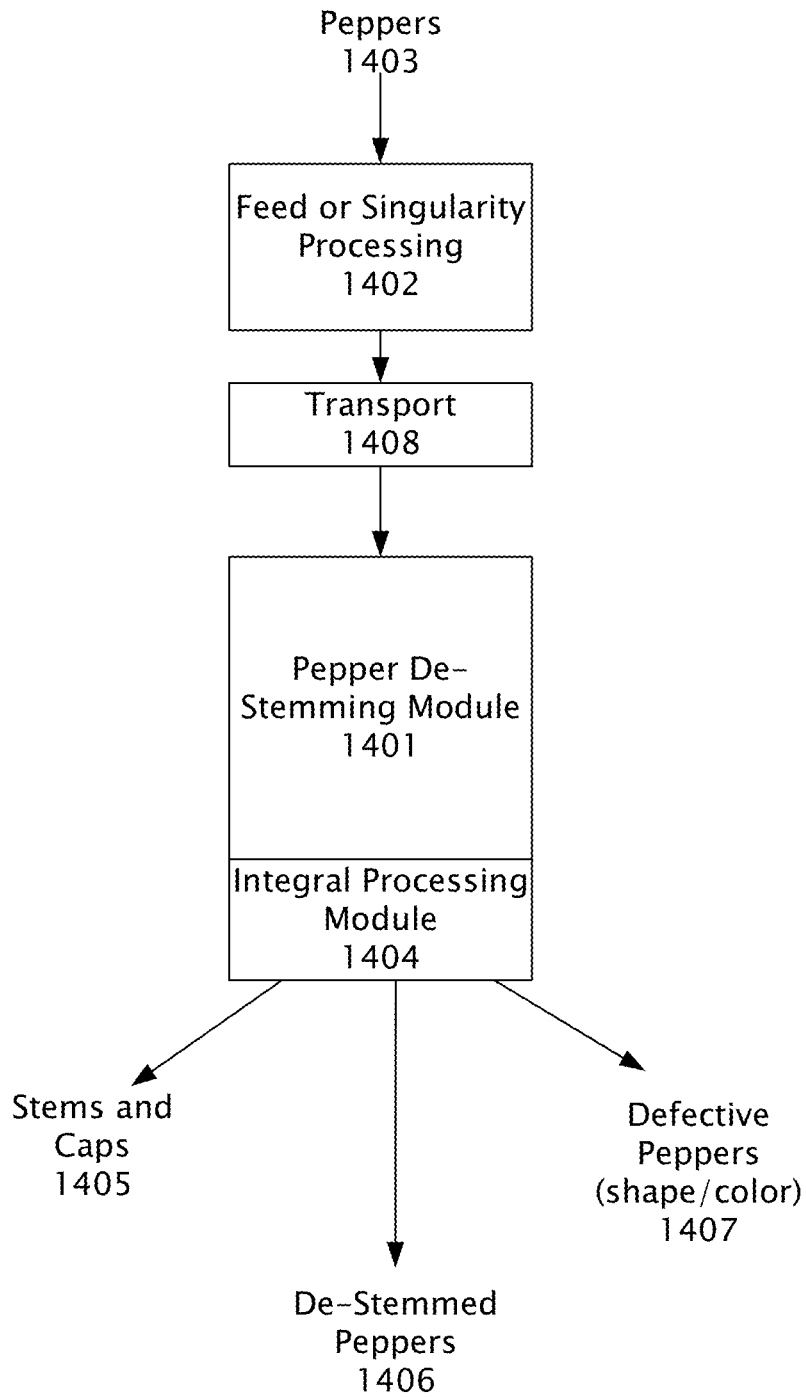 Peppers
1403
Feed or Singularity
Processing
1402
Transport
1408
Pepper De-
Stemming Module
1401
Integral Processing
Module
1404
Stems and
Caps
1405
Defective
Peppers
(shape/color)
1407
De-Stemmed
Peppers
1406